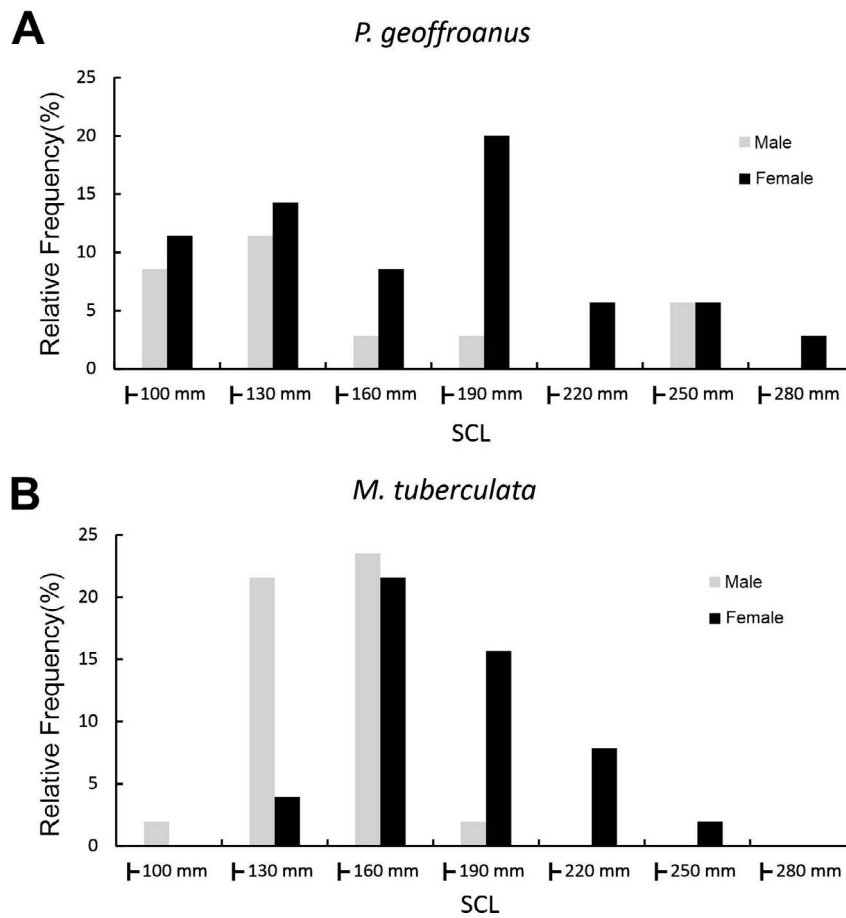 A
P. geoffroanus
25
20
15
10
5
0
Relative Frequency(%)
Male
Female
100 mm
130 mm
160 mm
190 mm
220 mm
250 mm
280 mm
SCL
B
M. tuberculata
25
20
15
10
5
0
Relative Frequency(%)
Male
Female
100 mm
130 mm
160 mm
190 mm
220 mm
250 mm
280 mm
SCL